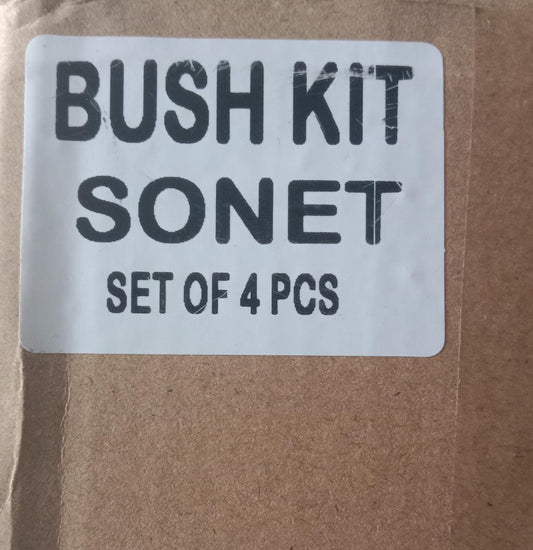 BUSH KIT
SONET
SET OF 4 PCS